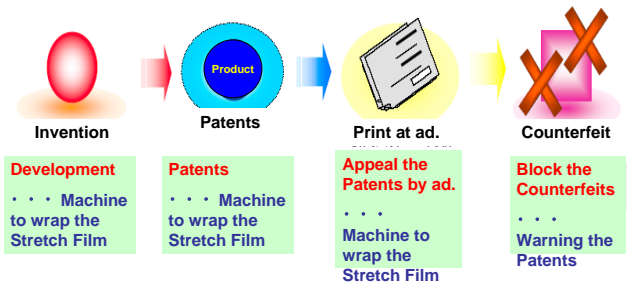 Product
Invention
Patents
Print at ad.
Counterfeit
Development
・・・ Machine
to wrap the
Stretch Film
Patents
・・・ Machine
to wrap the
Stretch Film
Appeal the
Patents by ad.
・・・
Machine to
wrap the
Stretch Film
Block the
Counterfeits
・・・
Warning the
Patents